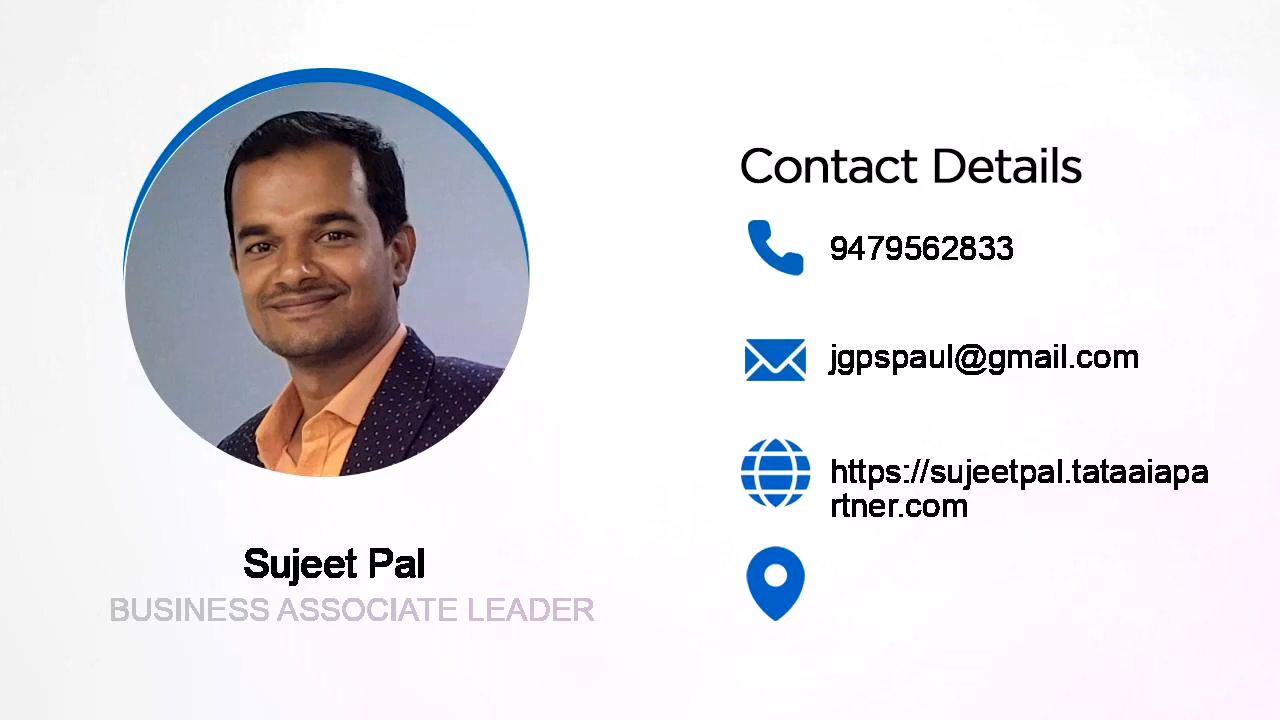 Contact Details
9479562833
jgpspaul@gmail.com
https://sujeetpal.tataaiapa
rtner.com
Sujeet Pal
BUSINESS ASSOCIATE LEADER